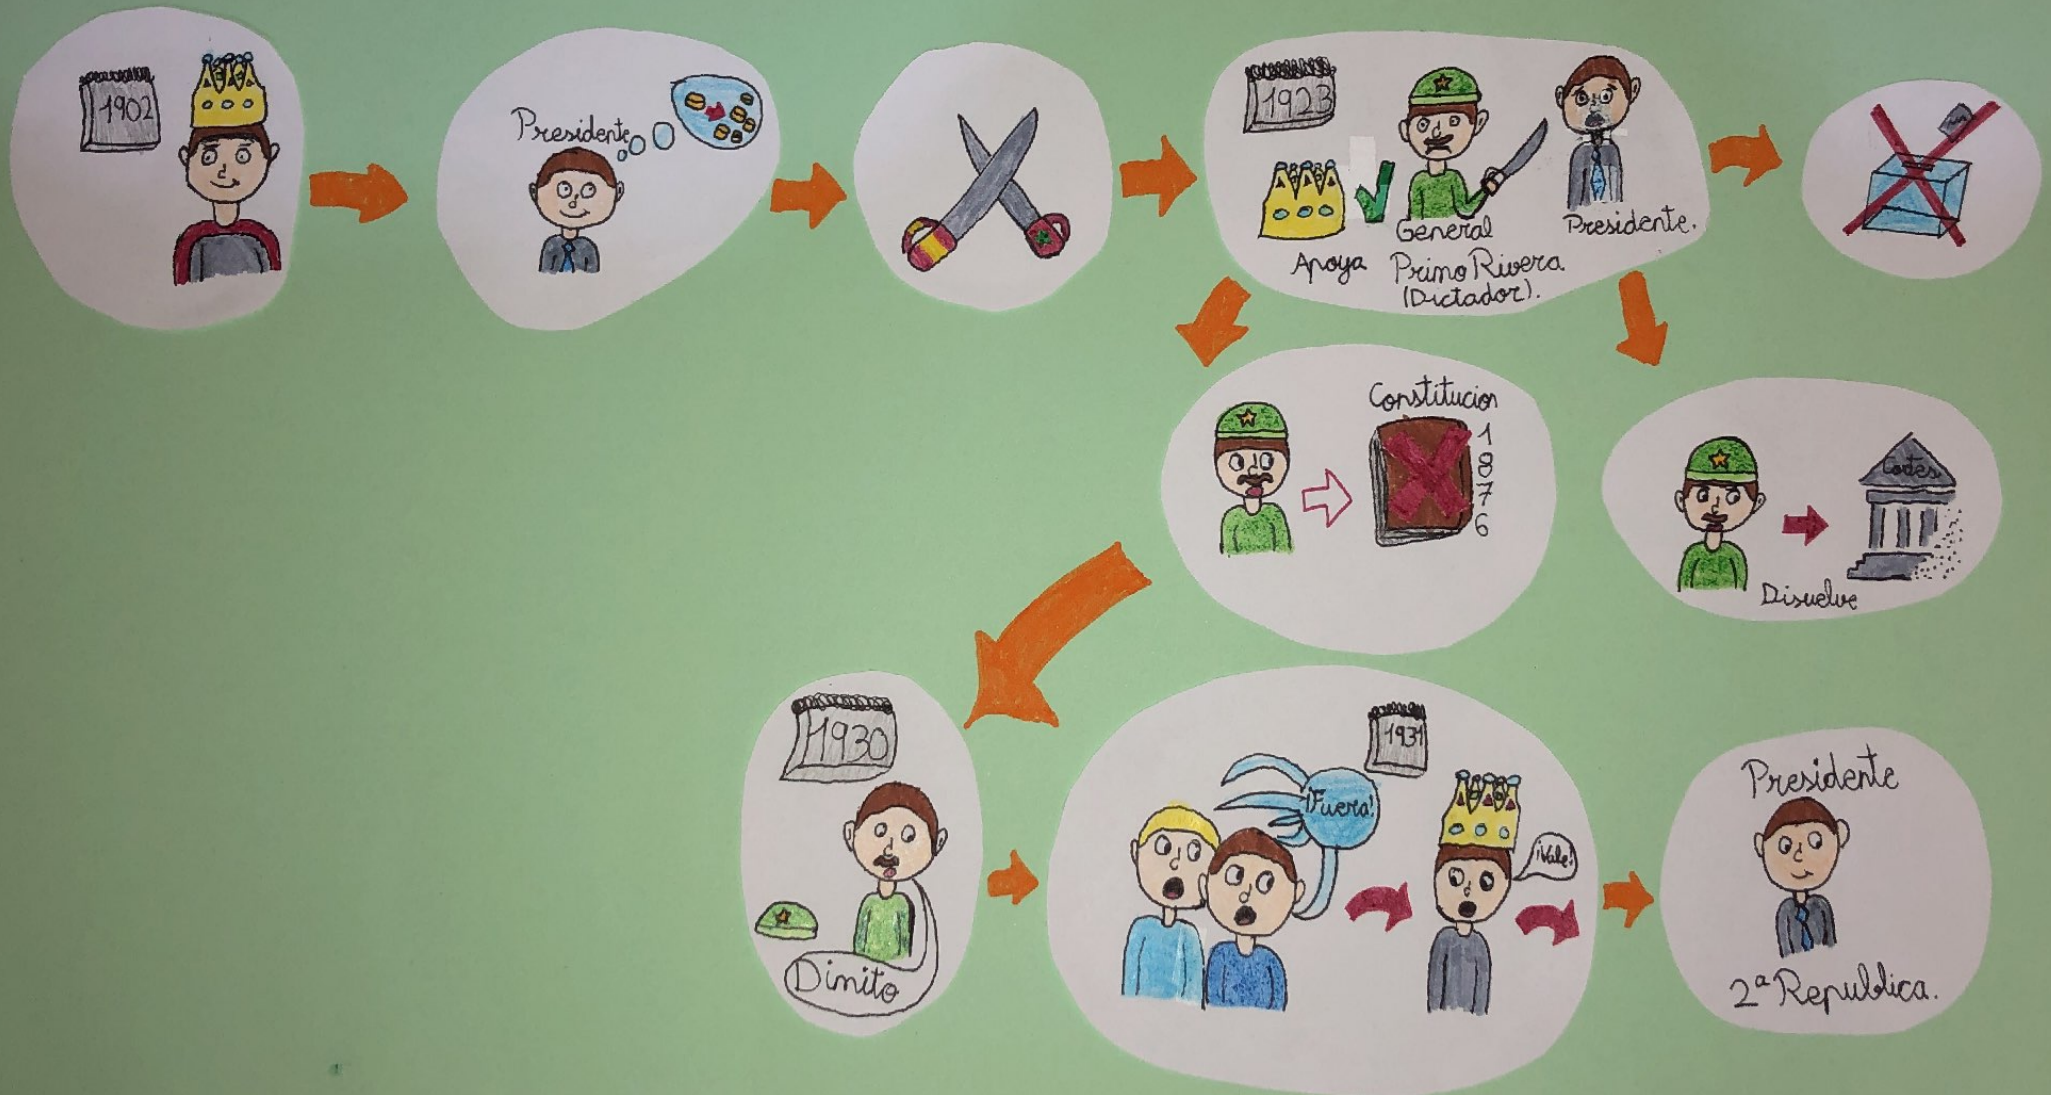 1902
Presidente
1923
General
Presidente.
Apoya
Primo Rivera
(Dictador).
Constitucion
1
8
7
6
Cortes
Disuelve
1930
Dimito
1931
¡Fuera!
¡Vale!
Presidente
2ª Republica.